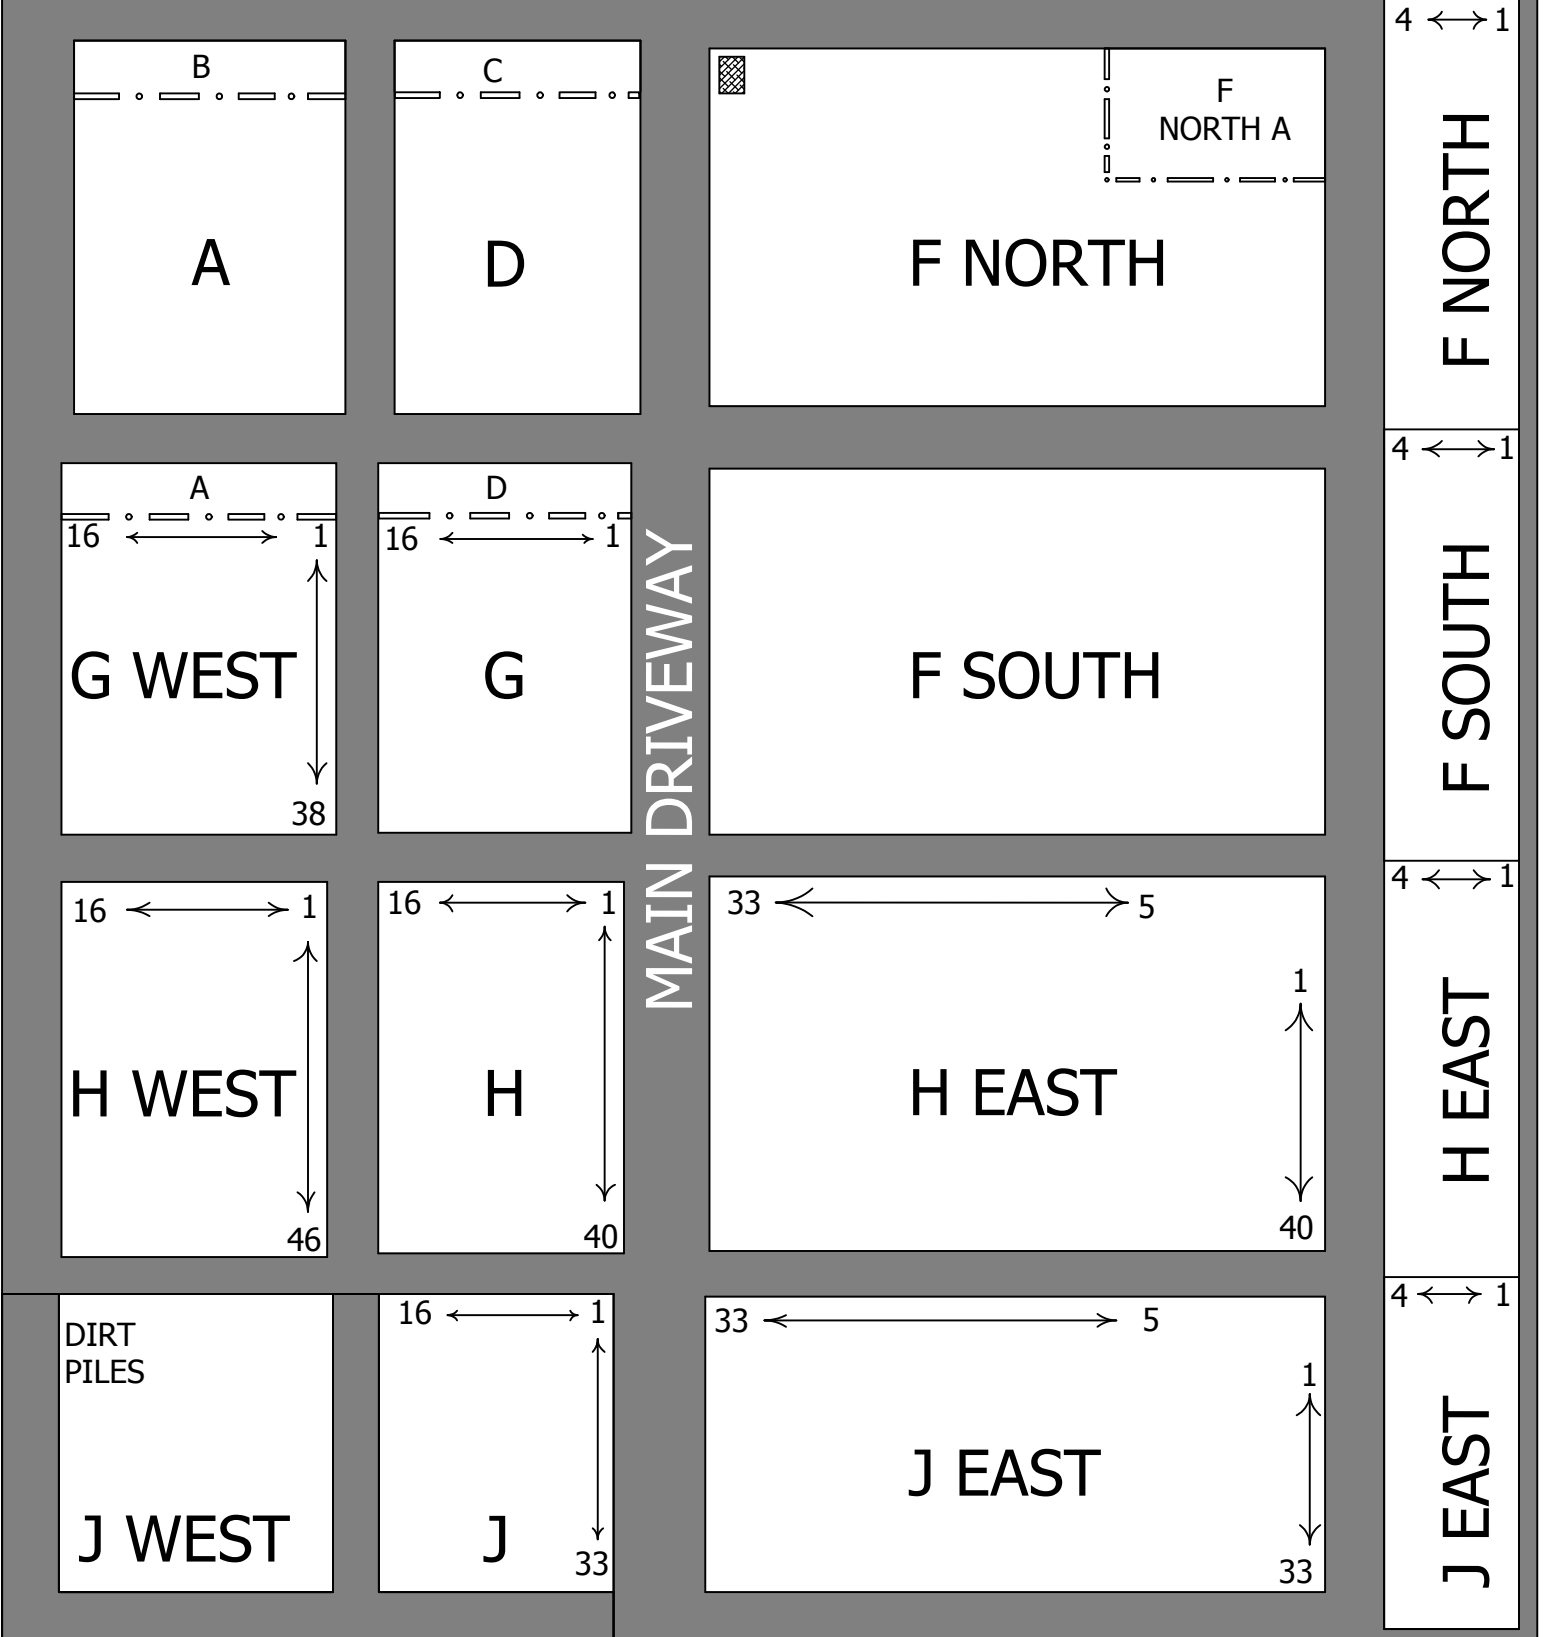 4 1
B
C
F
NORTH A
A
D
F NORTH
F NORTH
4 1
A
D
16 1
16 1
G WEST
G
F SOUTH
F SOUTH
38
MAIN DRIVEWAY
4 1
16 1
16 1
33 5
1
H WEST
H
H EAST
H EAST
46
40
40
4 1
16 1
33 5
DIRT
PILES
1
J EAST
J EAST
J WEST
J
33
33